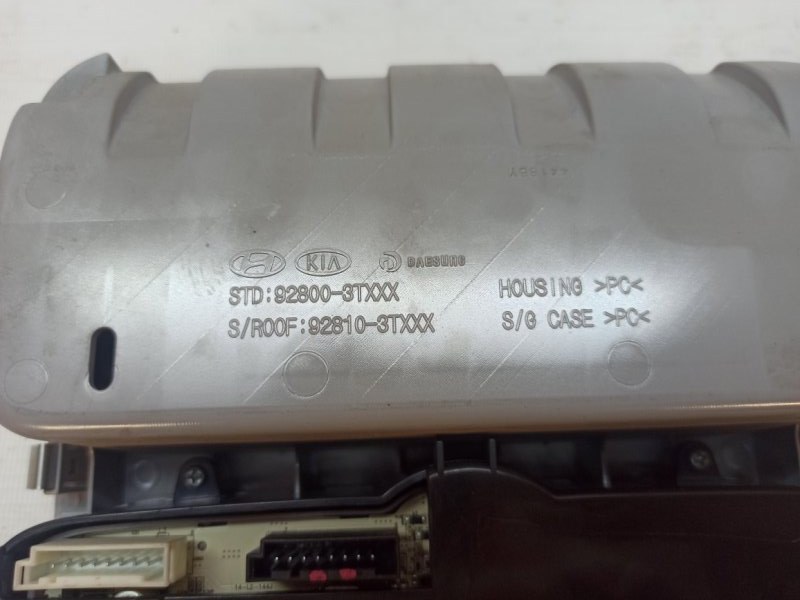 KIA DAESUNG
STD:92800-3TXXX HOUSING >PC<
S/ROOF:92810-3TXXX S/G CASE >PC<